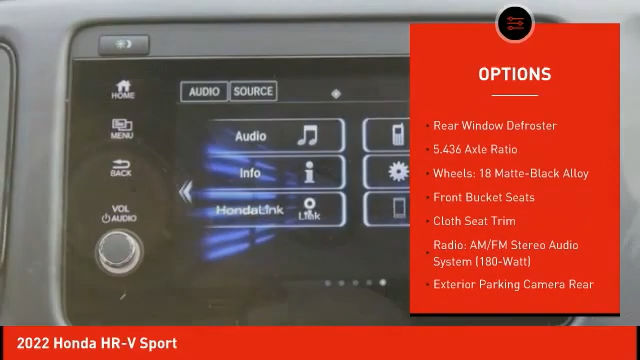 HOME
MENU
BACK
VOL
AUDIO
AUDIO SOURCE
Audio
Info
HondaLink
Link
OPTIONS
Rear Window Defroster
5.436 Axle Ratio
Wheels: 18 Matte-Black Alloy
Front Bucket Seats
Cloth Seat Trim
Radio: AM/FM Stereo Audio
System (180-Watt)
Exterior Parking Camera Rear
2022 Honda HR-V Sport